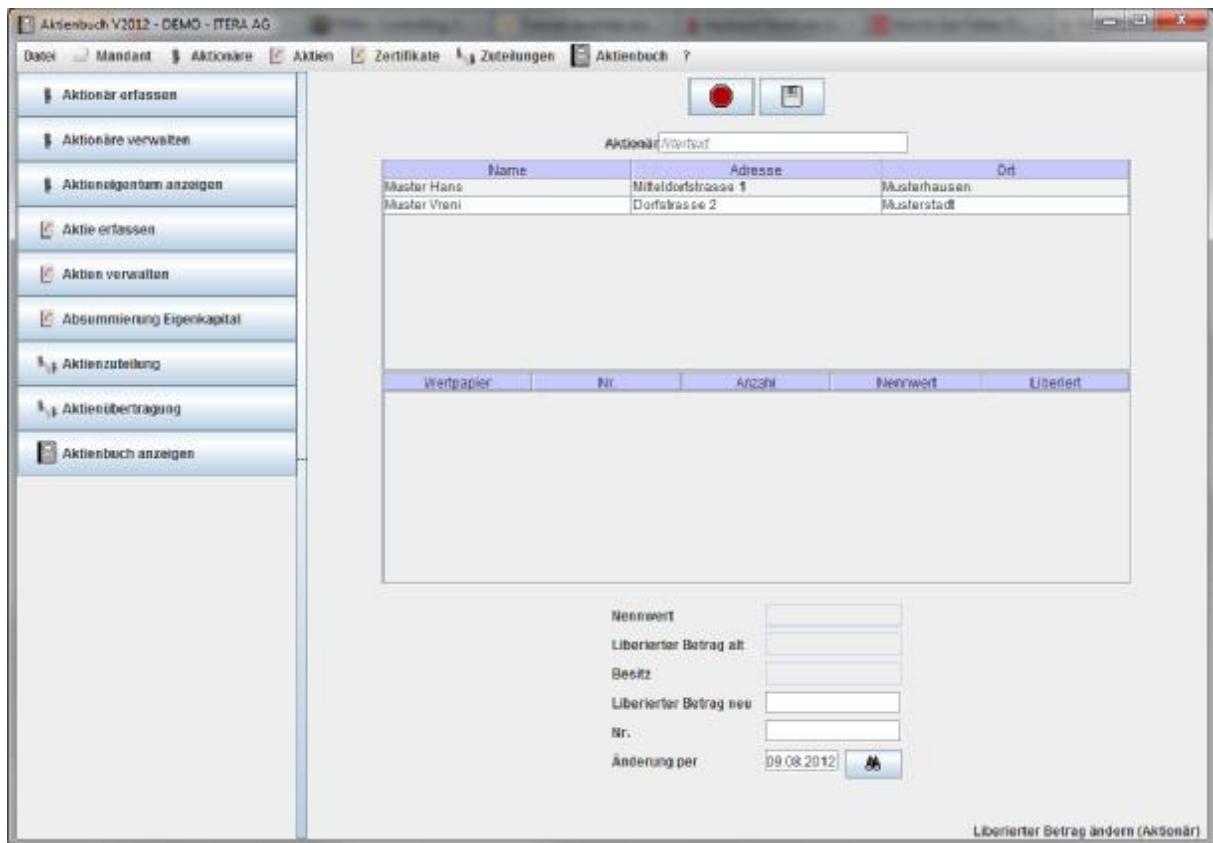 Aktienbuch V2012 - DEMO - ITERA AG
Datei Mandant Aktionäre Aktien Zertifikate Zuteilungen Aktienbuch ?
Aktionär erfassen
Aktionäre verwalten
Aktieneigentum anzeigen
Aktie erfassen
Aktien verwalten
Absummierung Eigenkapital
Aktienzuteilung
Aktienübertragung
Aktienbuch anzeigen
Aktionär Filtertext
Name Adresse Ort
Muster Hans Mitteldorfstrasse 1 Musterhausen
Muster Vreni Dorfstrasse 2 Musterstadt
Wertpapier Nr. Anzahl Nennwert Liberiert
Nennwert
Liberierter Betrag alt
Besitz
Liberierter Betrag neu
Nr.
Änderung per 09.08.2012
Liberierter Betrag ändern (Aktionär)